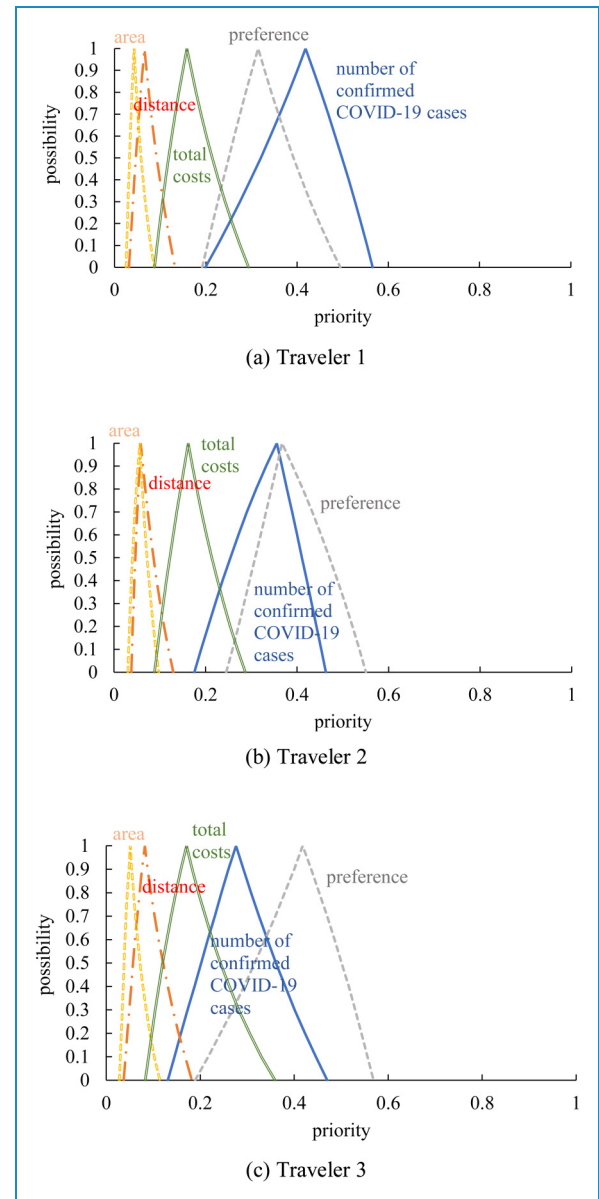 area
preference
number of
confirmed
COVID-19 cases
distance
total
costs
possibility
1
0.9
0.8
0.7
0.6
0.5
0.4
0.3
0.2
0.1
0
0 0.2 0.4 0.6 0.8 1
priority
(a) Traveler 1
area
total
costs
distance
preference
number of
confirmed
COVID-19
cases
possibility
1
0.9
0.8
0.7
0.6
0.5
0.4
0.3
0.2
0.1
0
0 0.2 0.4 0.6 0.8 1
priority
(b) Traveler 2
area
total
costs
distance
preference
number of
confirmed
COVID-19
cases
possibility
1
0.9
0.8
0.7
0.6
0.5
0.4
0.3
0.2
0.1
0
0 0.2 0.4 0.6 0.8 1
priority
(c) Traveler 3